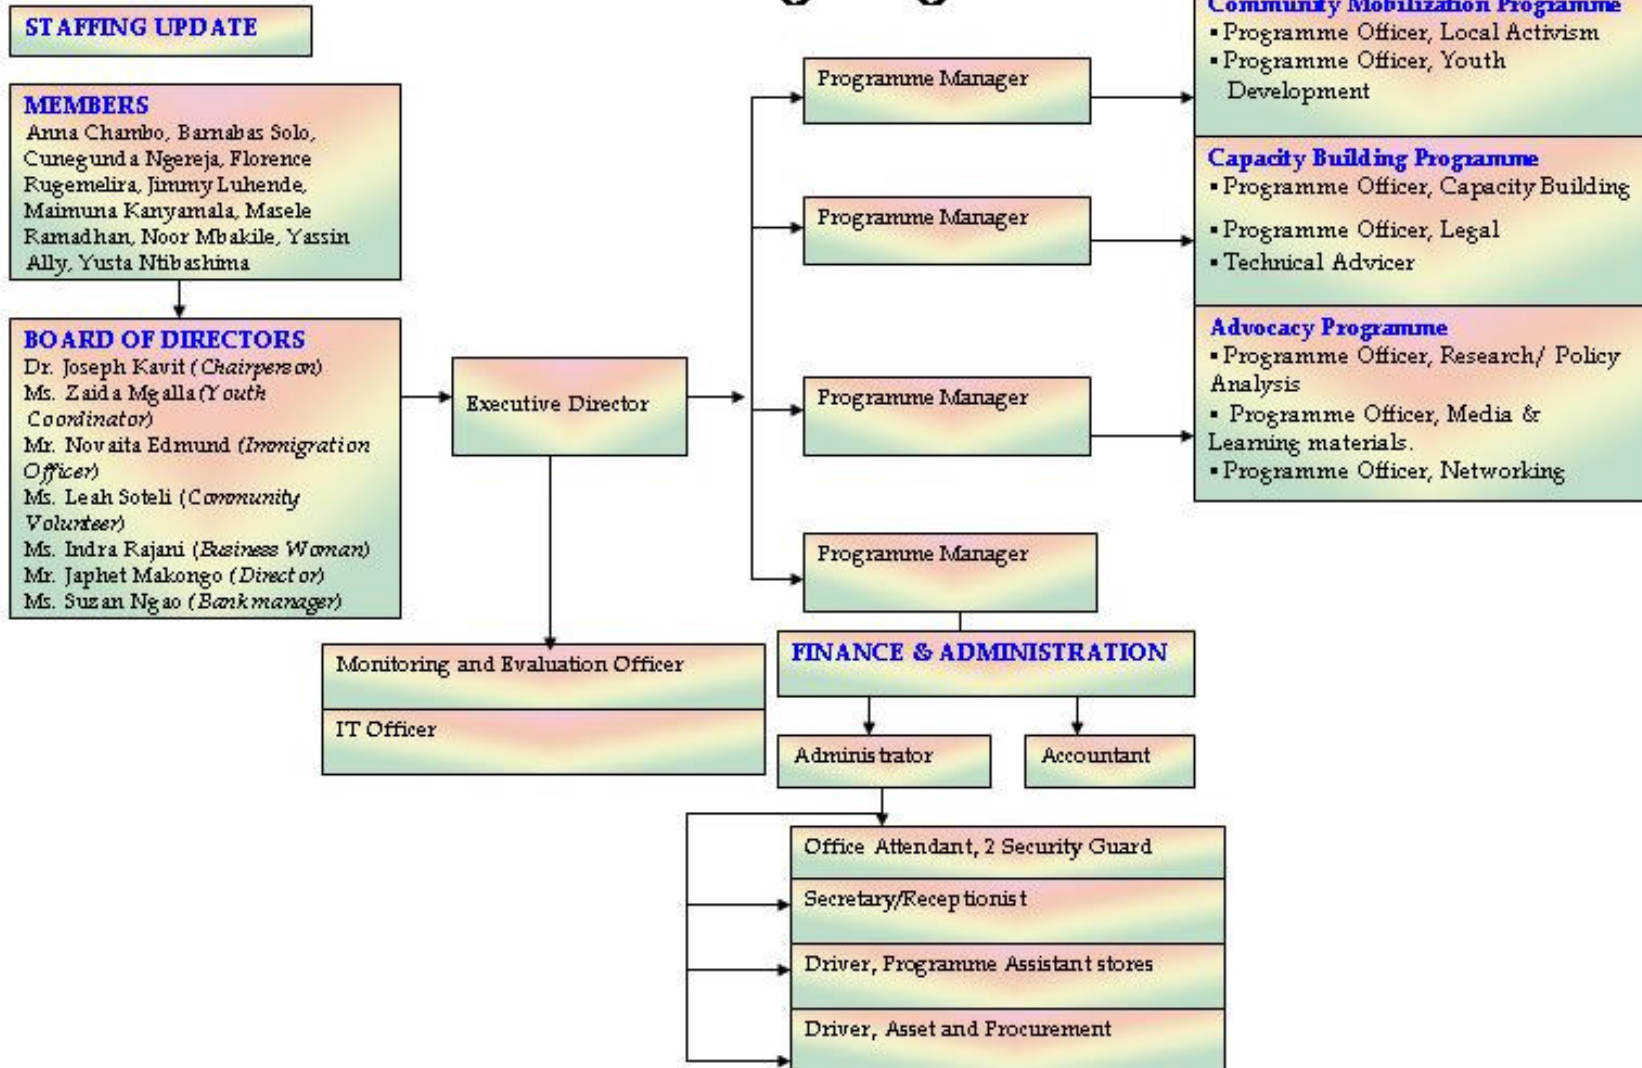 STAFFING UPDATE
MEMBERS
Anna Chambo, Barnabas Solo,
Cunegunda Ngereja, Florence
Rugemelira, Jimmy Luhende,
Maimuna Kanyamala, Masele
Ramadhan, Noor Mbakile, Yassin
Ally, Yusta Ntibashima
BOARD OF DIRECTORS
Dr. Joseph Kavit (Chairperson)
Ms. Zaida Mgalla (Youth
Coordinator)
Mr. Novaita Edmund (Immigration
Officer)
Ms. Leah Soteli (Community
Volunteer)
Ms. Indra Rajani (Business Woman)
Mr. Japhet Makongo (Director)
Ms. Suzan Ngao (Bank manager)
Executive Director
Monitoring and Evaluation Officer
IT Officer
Programme Manager
Programme Manager
Programme Manager
Programme Manager
Community Mobilization Programme
▪ Programme Officer, Local Activism
▪ Programme Officer, Youth
Development
Capacity Building Programme
▪ Programme Officer, Capacity Building
▪ Programme Officer, Legal
▪ Technical Advicer
Advocacy Programme
▪ Programme Officer, Research/ Policy
Analysis
▪ Programme Officer, Media &
Learning materials.
▪ Programme Officer, Networking
FINANCE & ADMINISTRATION
Administrator
Accountant
Office Attendant, 2 Security Guard
Secretary/Receptionist
Driver, Programme Assistant stores
Driver, Asset and Procurement